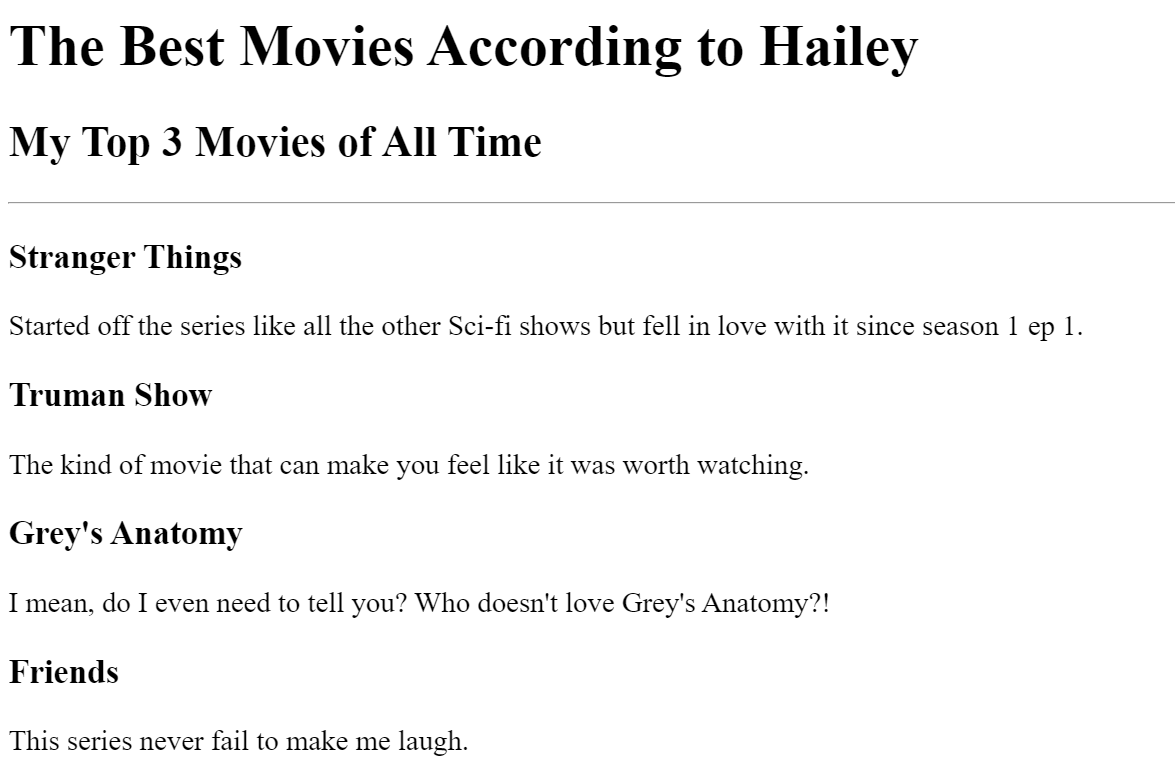 The Best Movies According to Hailey
My Top 3 Movies of All Time
Stranger Things
Started off the series like all the other Sci-fi shows but fell in love with it since season 1 ep 1.
Truman Show
The kind of movie that can make you feel like it was worth watching.
Grey's Anatomy
I mean, do I even need to tell you? Who doesn't love Grey's Anatomy?!
Friends
This series never fail to make me laugh.